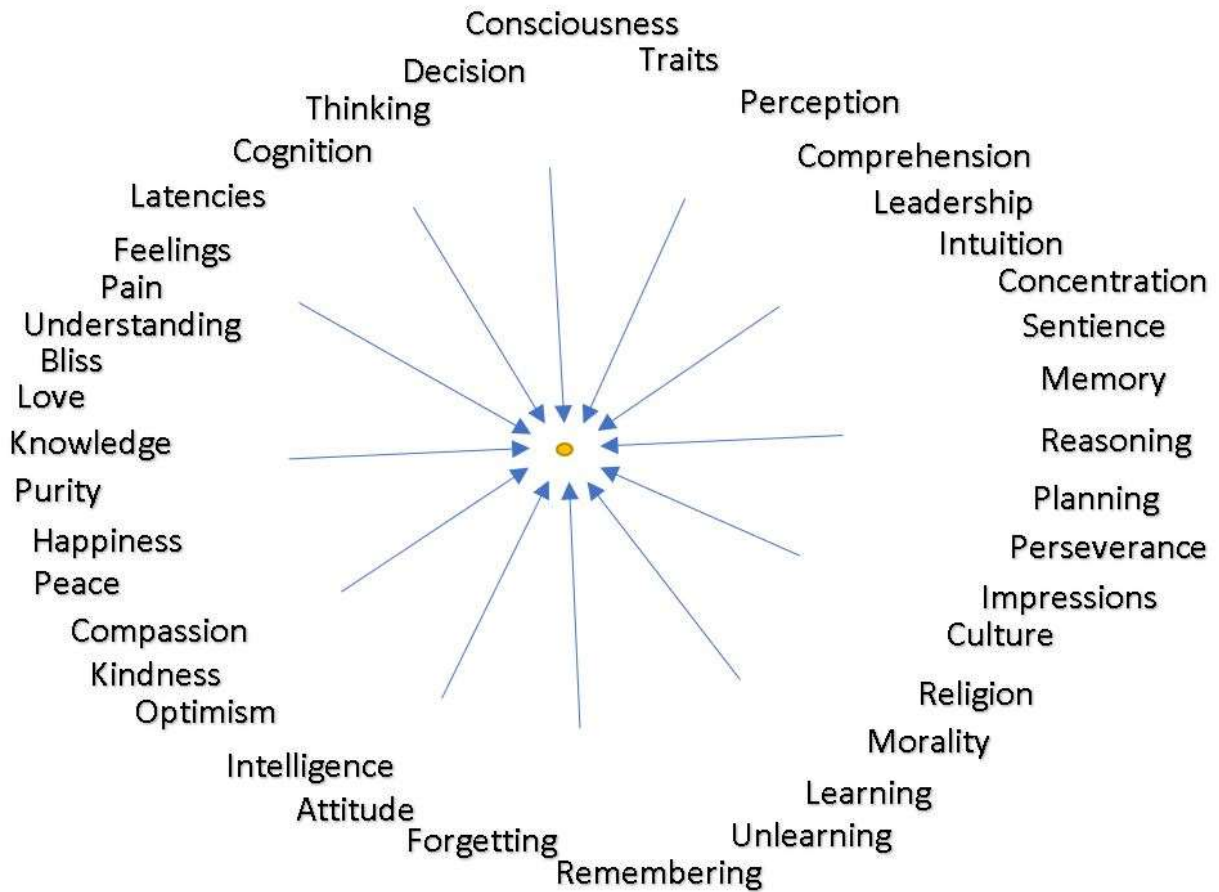 Consciousness
Traits
Perception
Comprehension
Leadership
Intuition
Concentration
Sentience
Memory
Reasoning
Planning
Perseverance
Impressions
Culture
Religion
Morality
Learning
Unlearning
Remembering
Forgetting
Attitude
Intelligence
Optimism
Kindness
Compassion
Peace
Happiness
Purity
Knowledge
Love
Bliss
Understanding
Pain
Feelings
Latencies
Cognition
Thinking
Decision